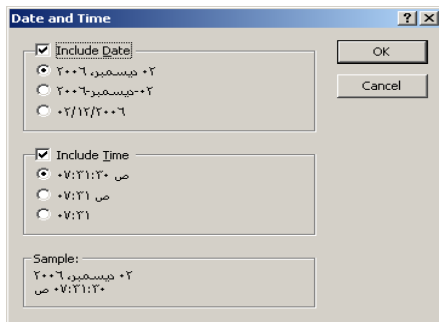 Date and Time
Include Date
٠٢ ديسمبر، ٢٠٠٦
٠٢-ديسمبر-٢٠٠٦
٠٢/١٢/٢٠٠٦
Include Time
٠٧:٣١:٣٠ ص
٠٧:٣١ ص
٠٧:٣١
Sample:
٠٢ ديسمبر، ٢٠٠٦
٠٧:٣١:٣٠ ص
OK
Cancel